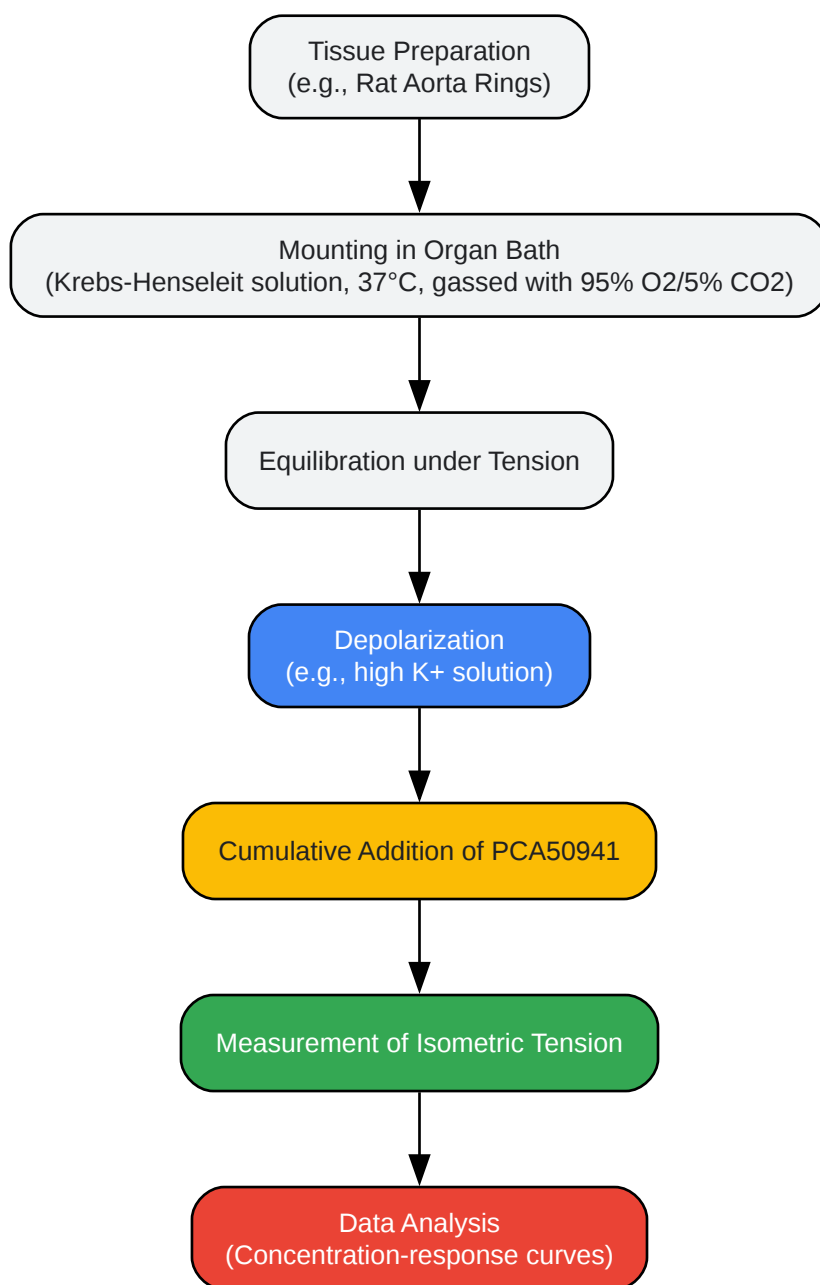 Tissue Preparation
(e.g., Rat Aorta Rings)
Mounting in Organ Bath
(Krebs-Henseleit solution, 37°C, gassed with 95% O2/5% CO2)
Equilibration under Tension
Depolarization
(e.g., high K+ solution)
Cumulative Addition of PCA50941
Measurement of Isometric Tension
Data Analysis
(Concentration-response curves)